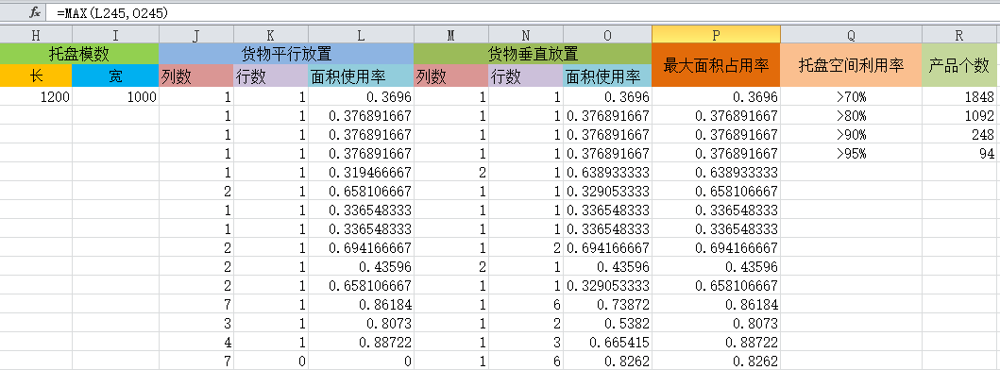 fx =MAX(L245,O245)
H I J K L M N O P Q R
托盘模数 货物平行放置 货物垂直放置 最大面积占用率 托盘空间利用率 产品个数
长 宽 列数 行数 面积使用率 列数 行数 面积使用率
1200 1000 1 1 0.3696 1 1 0.3696 0.3696 >70% 1848
1 1 0.376891667 1 1 0.376891667 0.376891667 >80% 1092
1 1 0.376891667 1 1 0.376891667 0.376891667 >90% 248
1 1 0.376891667 1 1 0.376891667 0.376891667 >95% 94
1 1 0.319466667 2 1 0.638933333 0.638933333
2 1 0.658106667 1 1 0.329053333 0.658106667
1 1 0.336548333 1 1 0.336548333 0.336548333
1 1 0.336548333 1 1 0.336548333 0.336548333
2 1 0.694166667 1 2 0.694166667 0.694166667
2 1 0.43596 2 1 0.43596 0.43596
2 1 0.658106667 1 1 0.329053333 0.658106667
7 1 0.86184 1 6 0.73872 0.86184
3 1 0.8073 1 2 0.5382 0.8073
4 1 0.88722 1 3 0.665415 0.88722
7 0 0 1 6 0.8262 0.8262